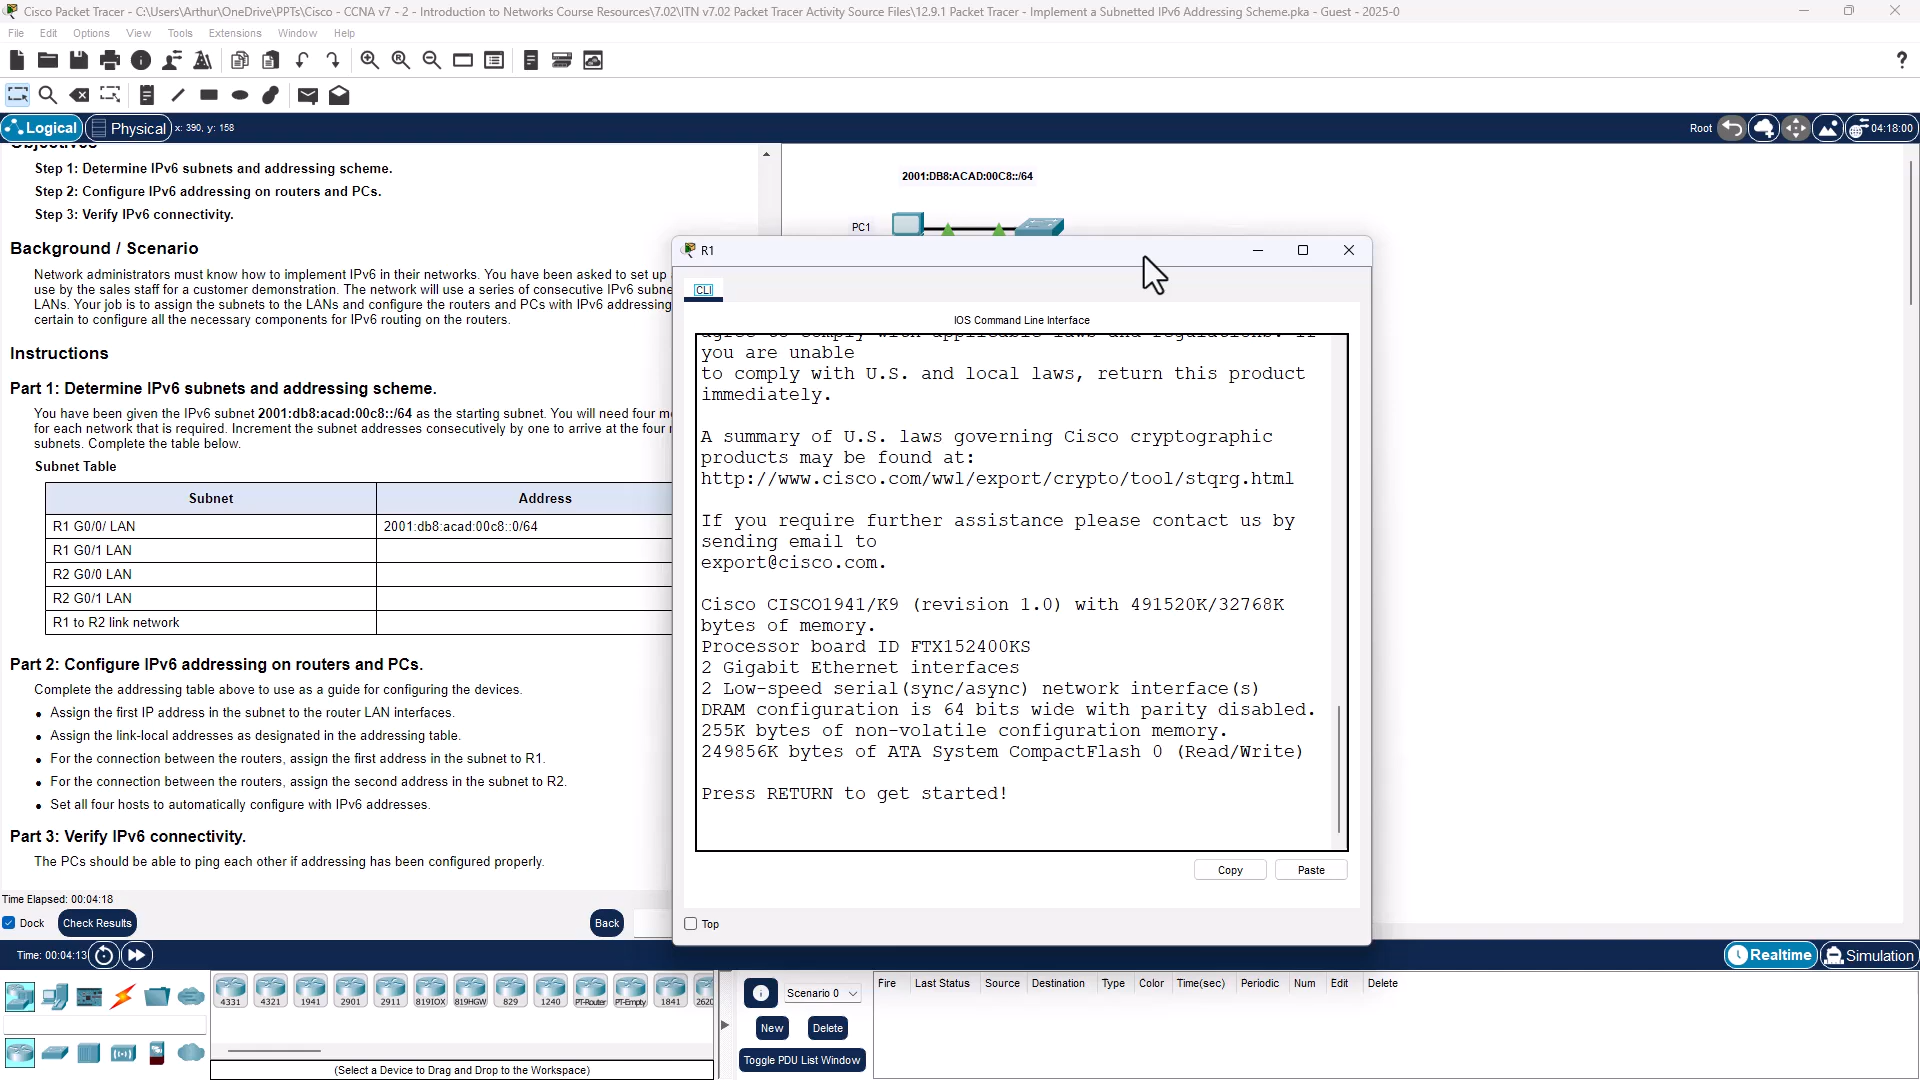 Cisco Packet Tracer - C:\Users\Arthur\OneDrive\PPTs\Cisco - CCNA v7 - 2 - Introduction to Networks Course Resources\7.02\ITN v7.02 Packet Tracer Activity Source Files\12.9.1 Packet Tracer - Implement a Subnetted IPv6 Addressing Scheme.pka - Guest - 2025-0
File Edit Options View Tools Extensions Window Help
Logical Physical x: 390, y: 158 Root 04:18:00
Objectives
Step 1: Determine IPv6 subnets and addressing scheme.
Step 2: Configure IPv6 addressing on routers and PCs.
Step 3: Verify IPv6 connectivity.
Background / Scenario
Network administrators must know how to implement IPv6 in their networks. You have been asked to set up
use by the sales staff for a customer demonstration. The network will use a series of consecutive IPv6
LANs. Your job is to assign the subnets to the LANs and configure the routers and PCs with IPv6 addressing
certain to configure all the necessary components for IPv6 routing on the routers.
Instructions
Part 1: Determine IPv6 subnets and addressing scheme.
You have been given the IPv6 subnet 2001:db8:acad:00c8::/64 as the starting subnet. You will need four
for each network that is required. Increment the subnet addresses consecutively by one to arrive at the four
subnets. Complete the table below.
Subnet Table
Subnet Address
R1 G0/0/ LAN 2001:db8:acad:00c8::0/64
R1 G0/1 LAN
R2 G0/0 LAN
R2 G0/1 LAN
R1 to R2 link network
Part 2: Configure IPv6 addressing on routers and PCs.
Complete the addressing table above to use as a guide for configuring the devices.
• Assign the first IP address in the subnet to the router LAN interfaces.
• Assign the link-local addresses as designated in the addressing table.
• For the connection between the routers, assign the first address in the subnet to R1.
• For the connection between the routers, assign the second address in the subnet to R2.
• Set all four hosts to automatically configure with IPv6 addresses.
Part 3: Verify IPv6 connectivity.
The PCs should be able to ping each other if addressing has been configured properly.
Time Elapsed: 00:04:18
Dock Check Results Back
2001:DB8:ACAD:00C8::/64
PC1
R1
CLI
IOS Command Line Interface
agree to comply with applicable laws and regulations. If
you are unable
to comply with U.S. and local laws, return this product
immediately.
A summary of U.S. laws governing Cisco cryptographic
products may be found at:
http://www.cisco.com/wwl/export/crypto/tool/stqrg.html
If you require further assistance please contact us by
sending email to
export@cisco.com.
Cisco CISCO1941/K9 (revision 1.0) with 491520K/32768K
bytes of memory.
Processor board ID FTX152400KS
2 Gigabit Ethernet interfaces
2 Low-speed serial(sync/async) network interface(s)
DRAM configuration is 64 bits wide with parity disabled.
255K bytes of non-volatile configuration memory.
249856K bytes of ATA System CompactFlash 0 (Read/Write)
Press RETURN to get started!
Copy Paste
Top
Time: 00:04:13 Realtime Simulation
4331 4321 1941 2901 2911 819IOX 819HGW 829 1240 PT-Router PT-Empty 1841 2620
(Select a Device to Drag and Drop to the Workspace)
Scenario 0
New Delete
Toggle PDU List Window
Fire Last Status Source Destination Type Color Time(sec) Periodic Num Edit Delete